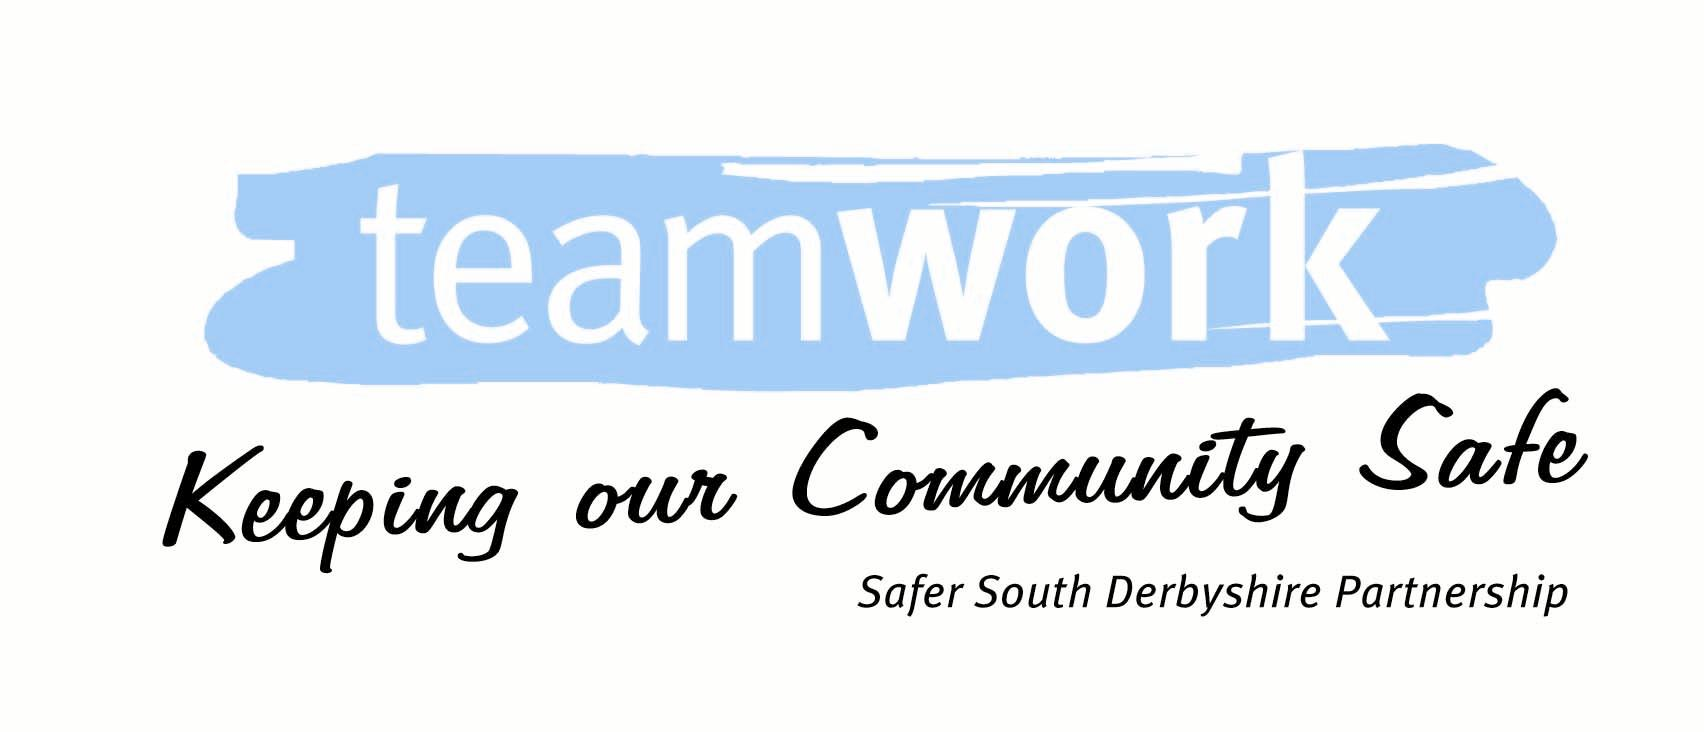 teamwork
Keeping our Community Safe
Safer South Derbyshire Partnership